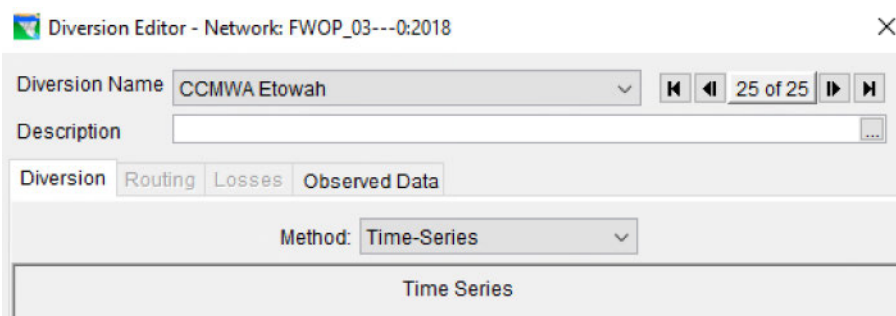 Diversion Editor - Network: FWOP_03---0:2018
Diversion Name CCMWA Etowah 25 of 25
Description ...
Diversion Routing Losses Observed Data
Method: Time-Series
Time Series